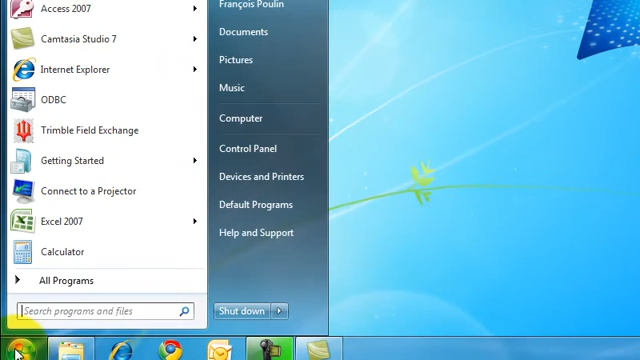 Access 2007
Camtasia Studio 7
Internet Explorer
ODBC
Trimble Field Exchange
Getting Started
Connect to a Projector
Excel 2007
Calculator
All Programs
Search programs and files
François Poulin
Documents
Pictures
Music
Computer
Control Panel
Devices and Printers
Default Programs
Help and Support
Shut down